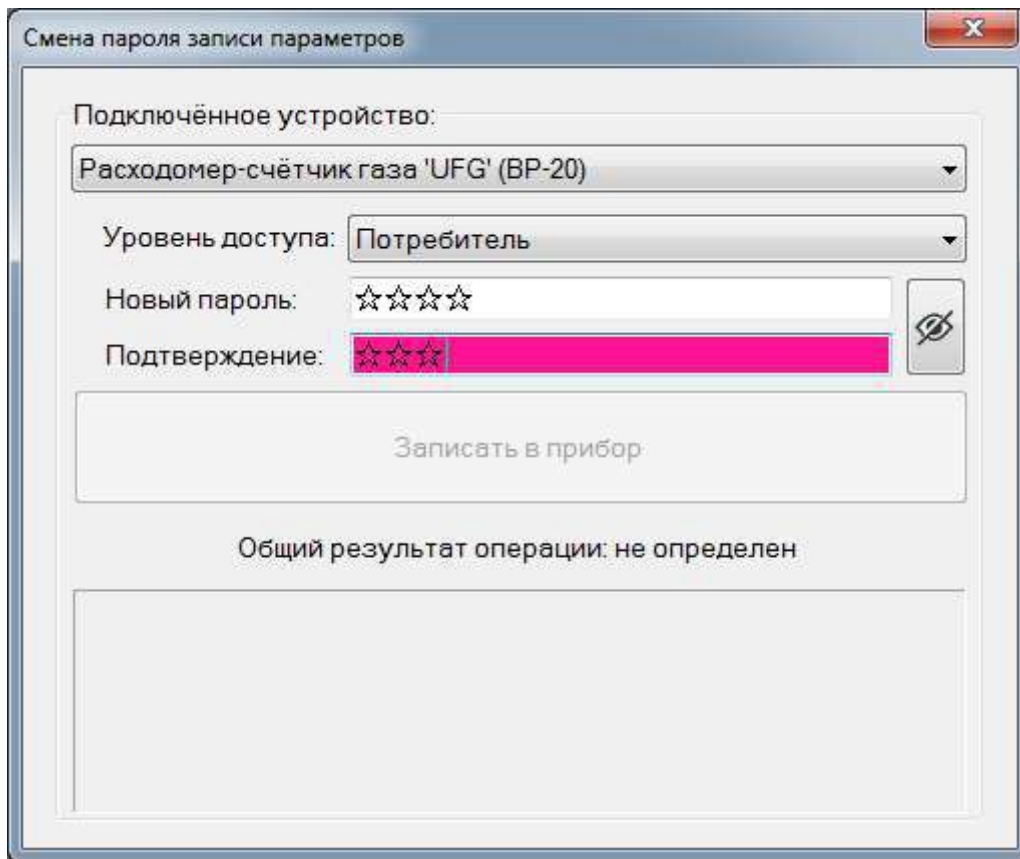 Смена пароля записи параметров
Подключённое устройство:
Расходомер-счётчик газа 'UFG' (ВР-20)
Уровень доступа: Потребитель
Новый пароль: ☆☆☆☆
Подтверждение: ☆☆☆
Записать в прибор
Общий результат операции: не определен